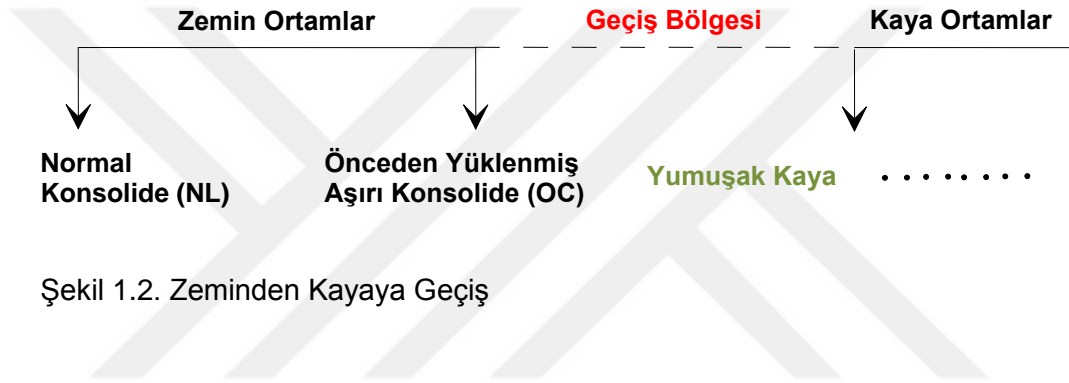 Zemin Ortamlar Geçiş Bölgesi Kaya Ortamlar
Normal
Konsolide (NL)
Önceden Yüklenmiş
Aşırı Konsolide (OC)
Yumuşak Kaya ........
Şekil 1.2. Zeminden Kayaya Geçiş